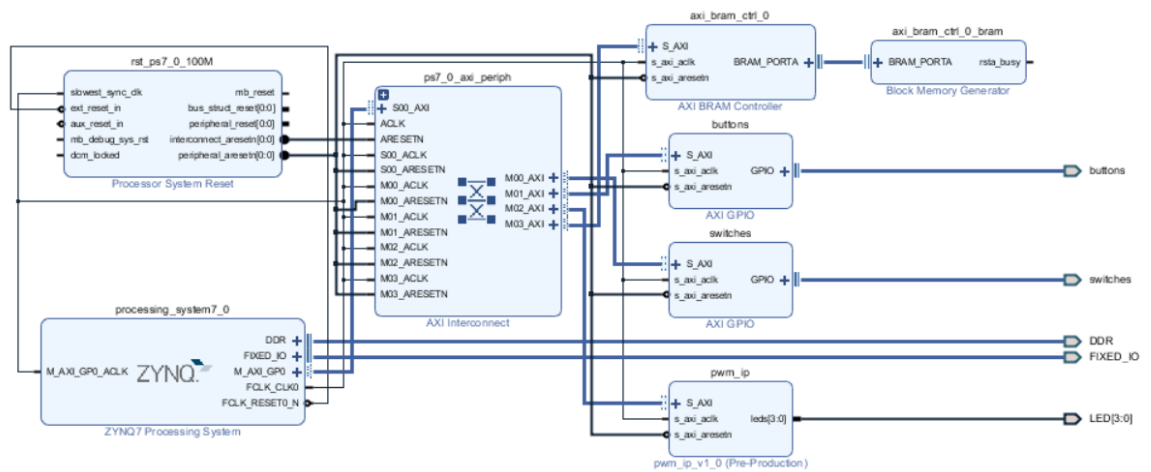 axi_bram_ctrl_0
S_AXI
s_axi_aclk
s_axi_aresetn
BRAM_PORTA
AXI BRAM Controller
axi_bram_ctrl_0_bram
BRAM_PORTA
rsta_busy
Block Memory Generator
rst_ps7_0_100M
slowest_sync_clk
ext_reset_in
aux_reset_in
mb_debug_sys_rst
dcm_locked
mb_reset
bus_struct_reset[0:0]
peripheral_reset[0:0]
interconnect_aresetn[0:0]
peripheral_aresetn[0:0]
Processor System Reset
ps7_0_axi_periph
S00_AXI
ACLK
ARESETN
S00_ACLK
S00_ARESETN
M00_ACLK
M00_ARESETN
M01_ACLK
M01_ARESETN
M02_ACLK
M02_ARESETN
M03_ACLK
M03_ARESETN
M00_AXI
M01_AXI
M02_AXI
M03_AXI
AXI Interconnect
buttons
S_AXI
s_axi_aclk
s_axi_aresetn
GPIO
AXI GPIO
buttons
switches
S_AXI
s_axi_aclk
s_axi_aresetn
GPIO
AXI GPIO
switches
processing_system7_0
M_AXI_GP0_ACLK
ZYNQ
DDR
FIXED_IO
M_AXI_GP0
FCLK_CLK0
FCLK_RESET0_N
ZYNQ7 Processing System
DDR
FIXED_IO
pwm_ip
S_AXI
s_axi_aclk
s_axi_aresetn
leds[3:0]
pwm_ip_v1_0 (Pre-Production)
LED[3:0]